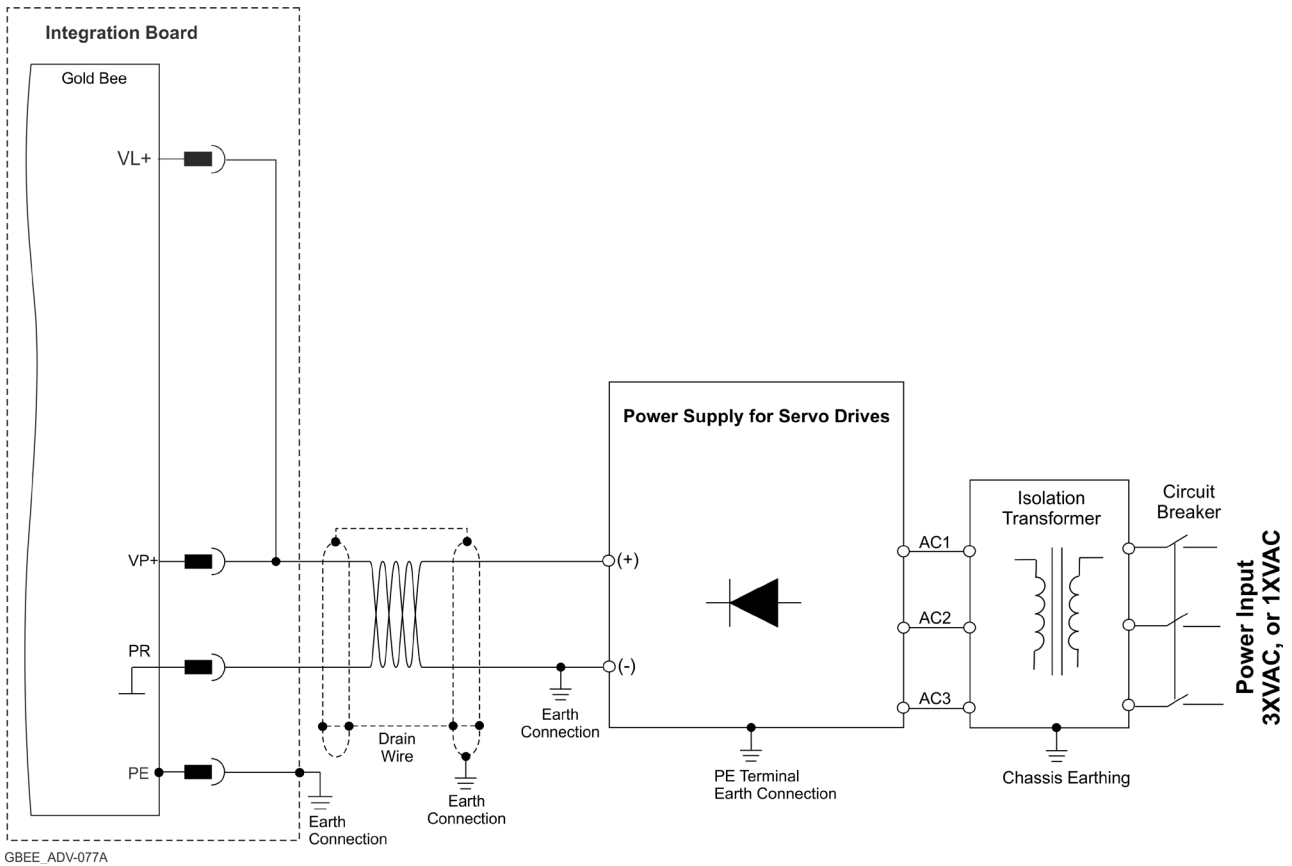 Integration Board
Gold Bee
VL+
VP+
PR
PE
Earth
Connection
Drain
Wire
Earth
Connection
Earth
Connection
Power Supply for Servo Drives
(+)
(-)
PE Terminal
Earth Connection
AC1
AC2
AC3
Isolation
Transformer
Chassis Earthing
Circuit
Breaker
Power Input
3XVAC, or 1XVAC
GBEE_ADV-077A